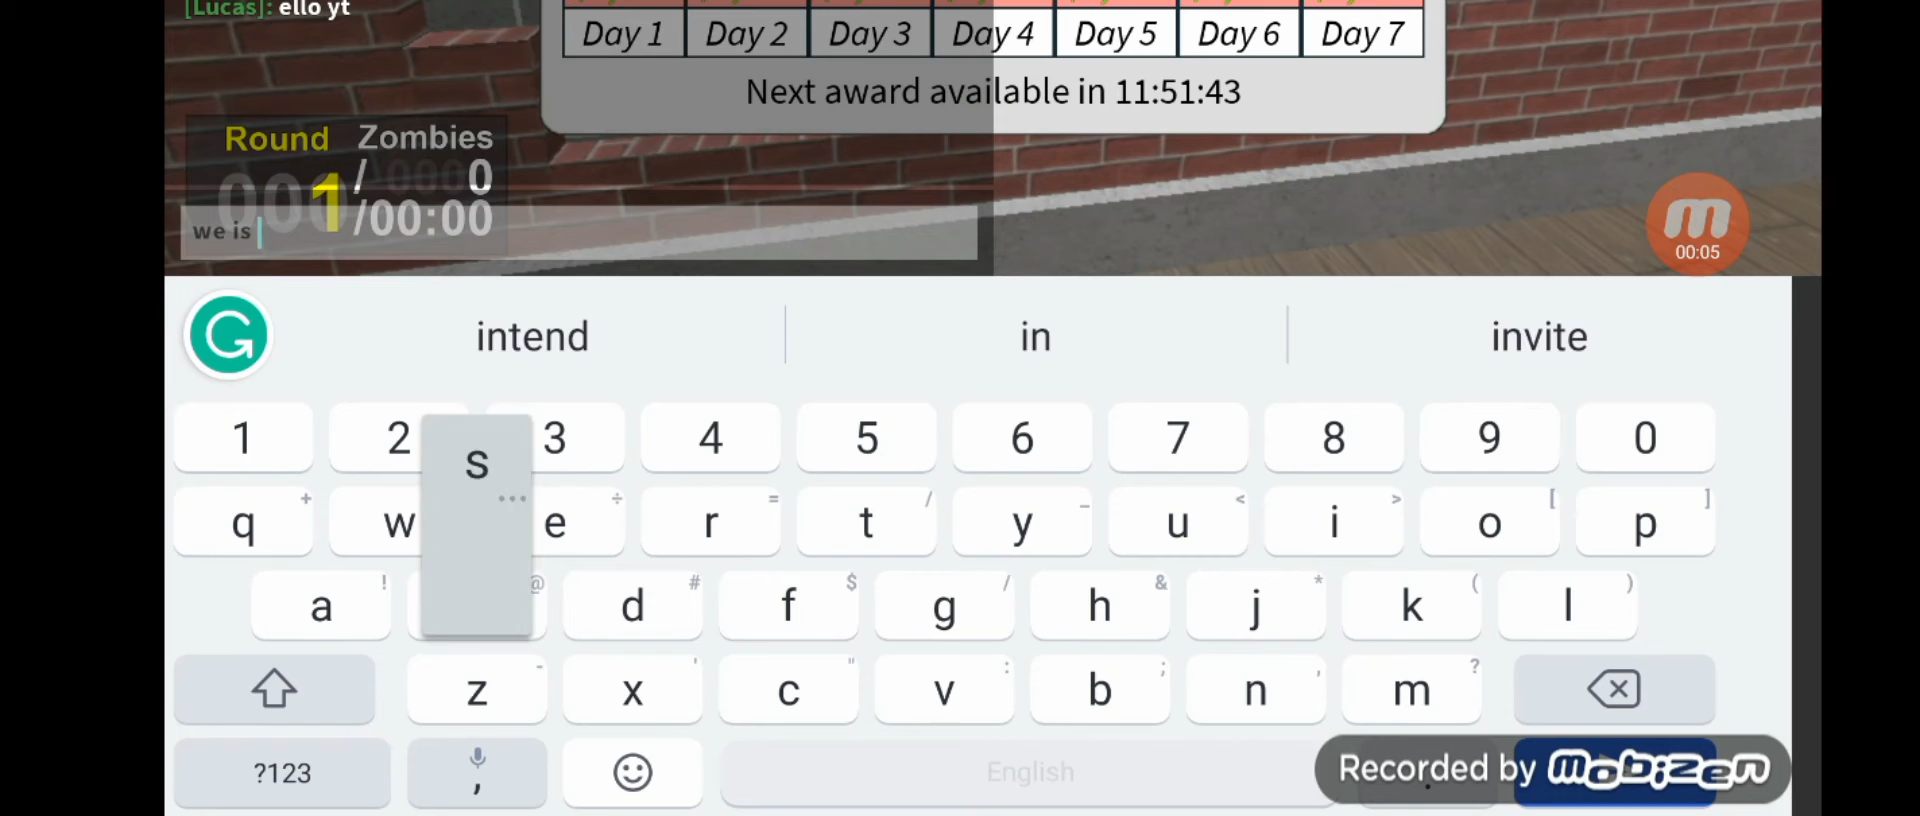 [Lucas]: ello yt
Day 1 Day 2 Day 3 Day 4 Day 5 Day 6 Day 7
Next award available in 11:51:43
Round Zombies
001/0000
/00:00
we is
00:05
intend in invite
1 2 3 4 5 6 7 8 9 0
s
q + w e ÷ r = t / y _ u < i > o [ p ]
a ! @ d # f $ g / h & j * k ( l )
z - x ' c " v : b ; n , m ?
?123 , English .
Recorded by mobizen